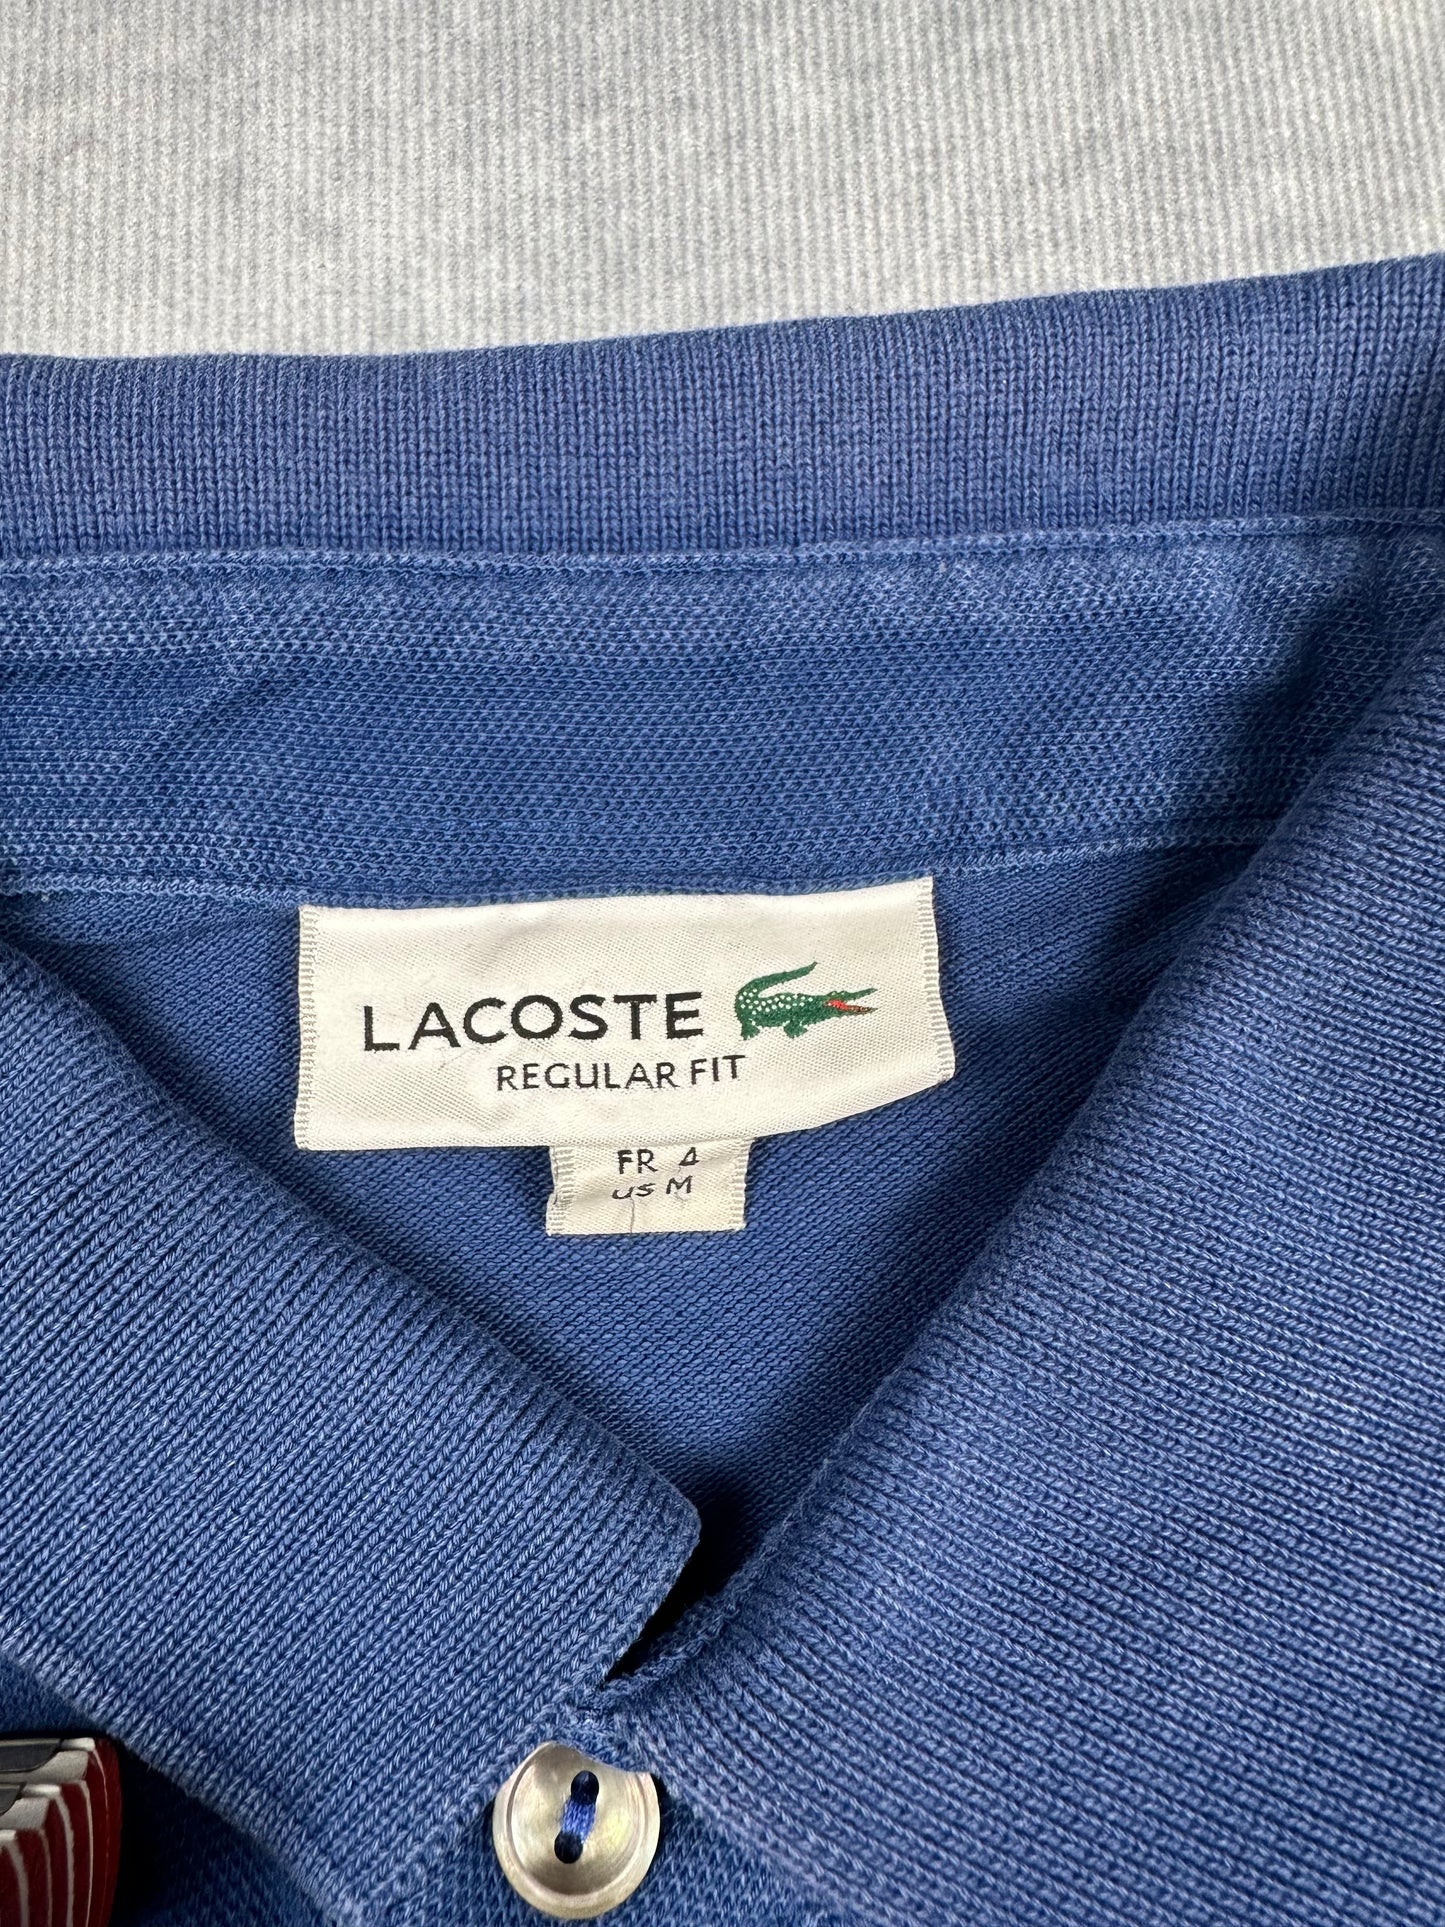 LACOSTE
REGULAR FIT
FR 4
US M